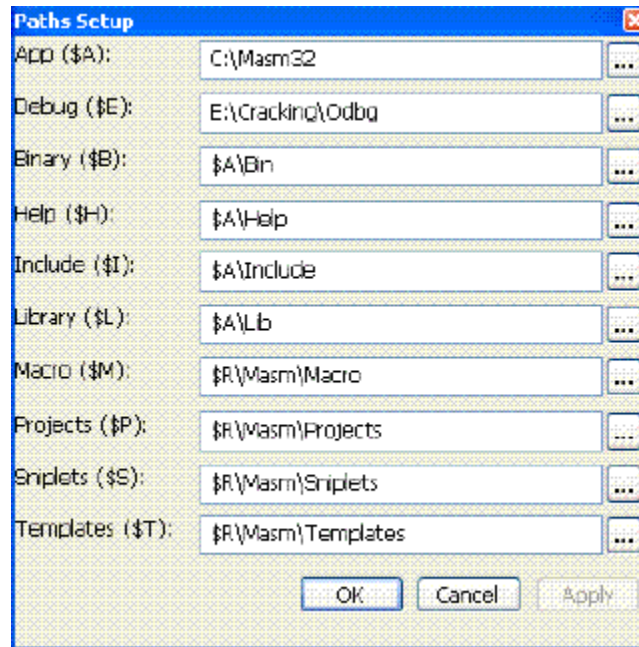 Paths Setup
App ($A): C:\Masm32 ...
Debug ($E): E:\Cracking\Odbg ...
Binary ($B): $A\Bin ...
Help ($H): $A\Help ...
Include ($I): $A\Include ...
Library ($L): $A\Lib ...
Macro ($M): $R\Masm\Macro ...
Projects ($P): $R\Masm\Projects ...
Sniplets ($S): $R\Masm\Sniplets ...
Templates ($T): $R\Masm\Templates ...
OK Cancel Apply